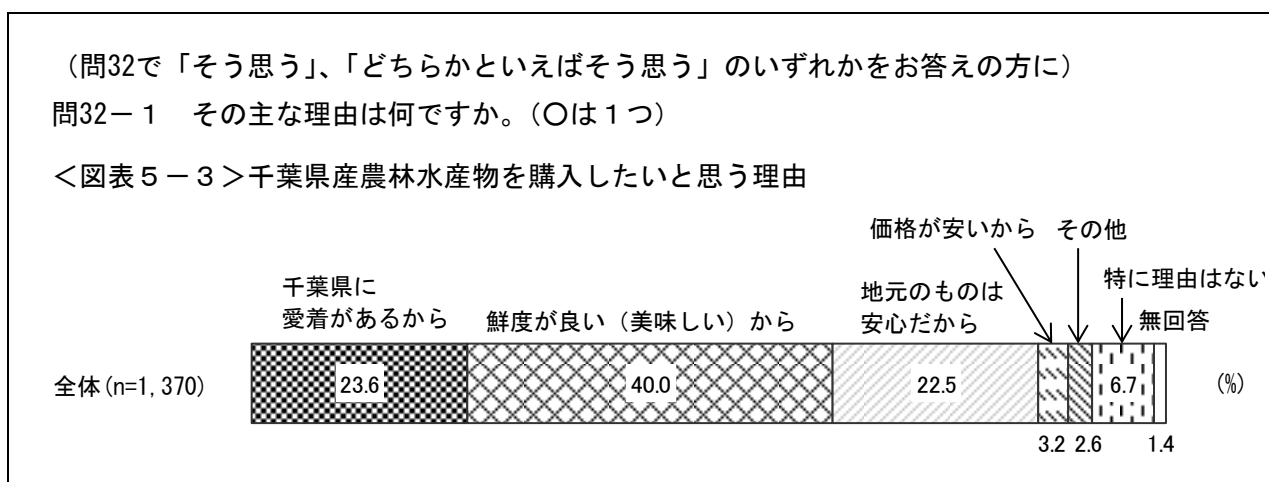 （問32で「そう思う」、「どちらかといえばそう思う」のいずれかをお答えの方に）
問32－１　その主な理由は何ですか。（〇は１つ）
＜図表５－３＞千葉県産農林水産物を購入したいと思う理由
価格が安いから　その他
千葉県に
愛着があるから
鮮度が良い（美味しい）から
地元のものは
安心だから
特に理由はない
無回答
全体(n=1,370)
23.6
40.0
22.5
6.7
(%)
3.2 2.6 1.4